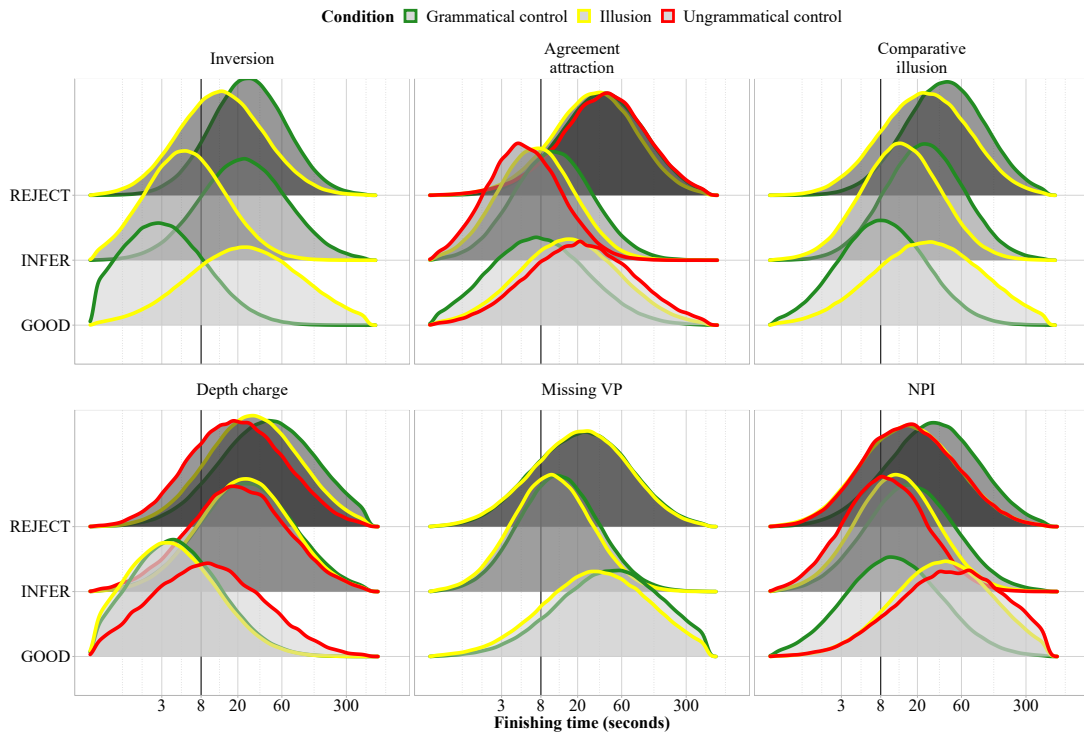 Condition Grammatical control Illusion Ungrammatical control
Inversion
Agreement
attraction
Comparative
illusion
REJECT
INFER
GOOD
Depth charge
Missing VP
NPI
REJECT
INFER
GOOD
3 8 20 60 300 3 8 20 60 300 3 8 20 60 300
Finishing time (seconds)